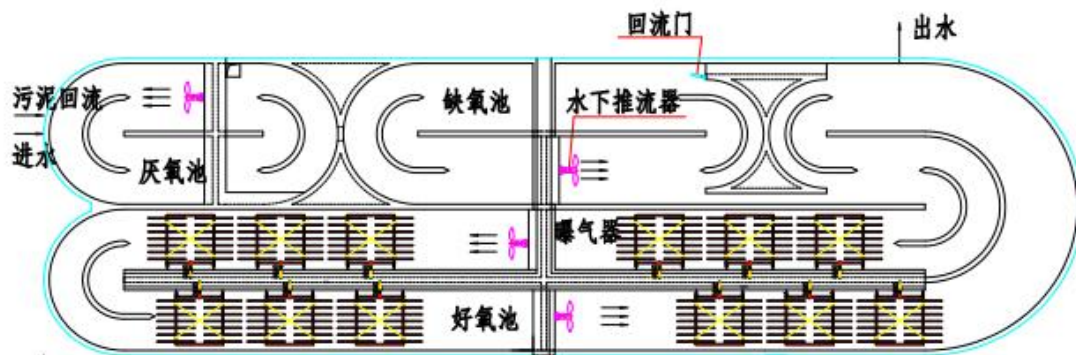 回流门
出水
污泥回流
缺氧池
水下推流器
进水
厌氧池
曝气器
好氧池